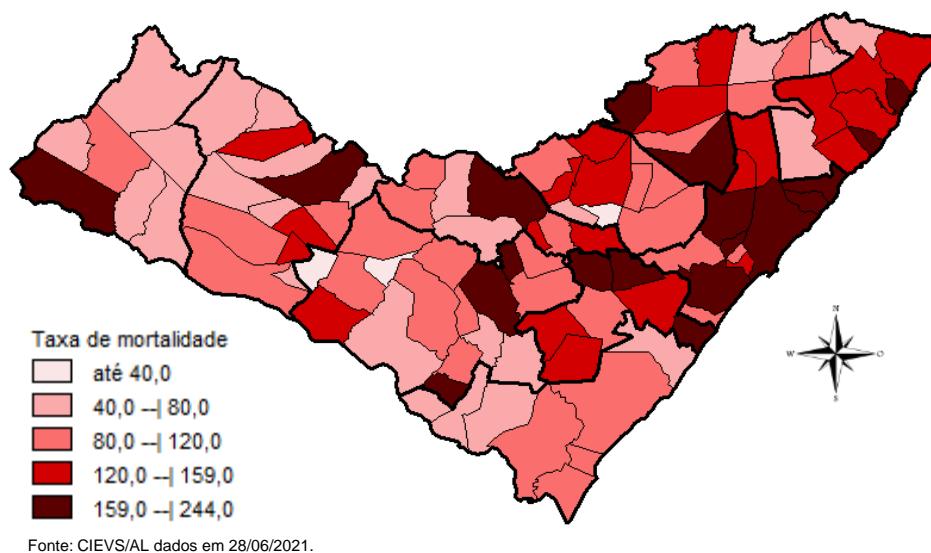 N
W
O
S
Taxa de mortalidade
até 40,0
40,0 --| 80,0
80,0 --| 120,0
120,0 --| 159,0
159,0 --| 244,0
Fonte: CIEVS/AL dados em 28/06/2021.